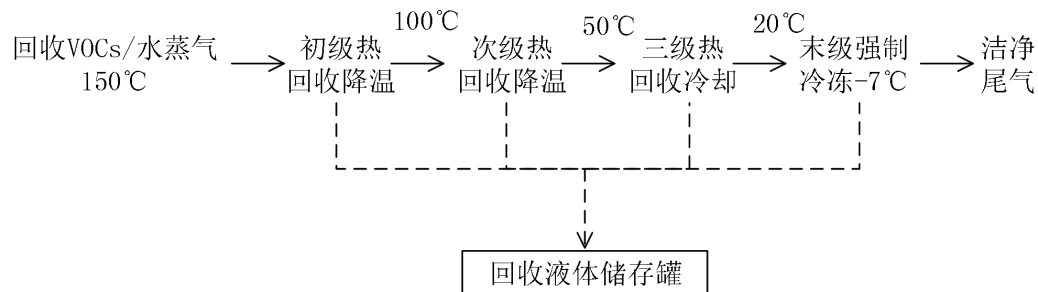 回收VOCs/水蒸气
150℃
初级热
回收降温
100℃
次级热
回收降温
50℃
三级热
回收冷却
20℃
末级强制
冷冻-7℃
洁净
尾气
回收液体储存罐